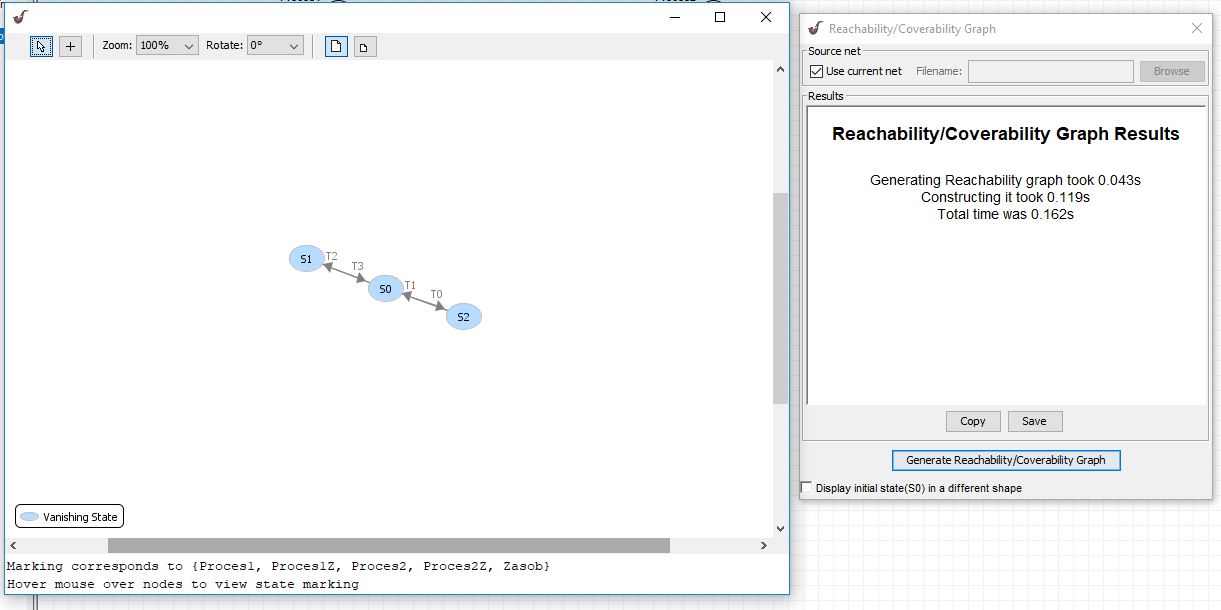 Zoom: 100% Rotate: 0°
S1
T2
T3
S0
T1
T0
S2
Vanishing State
Marking corresponds to {Proces1, Proces1Z, Proces2, Proces2Z, Zasob}
Hover mouse over nodes to view state marking
Reachability/Coverability Graph
Source net
Use current net Filename: Browse
Results
Reachability/Coverability Graph Results
Generating Reachability graph took 0.043s
Constructing it took 0.119s
Total time was 0.162s
Copy Save
Generate Reachability/Coverability Graph
Display initial state(S0) in a different shape